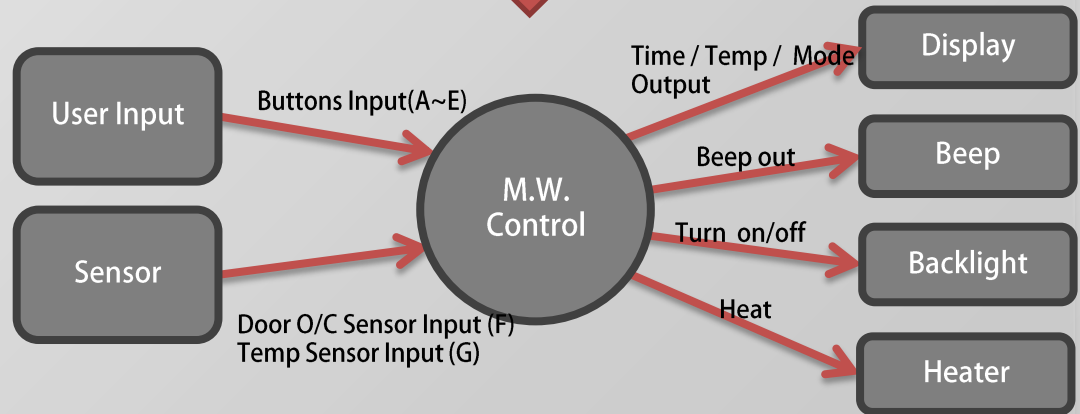 User Input
Buttons Input(A~E)
Sensor
Door O/C Sensor Input (F)
Temp Sensor Input (G)
M.W.
Control
Time / Temp /  Mode
Output
Display
Beep out
Beep
Turn  on/off
Backlight
Heat
Heater